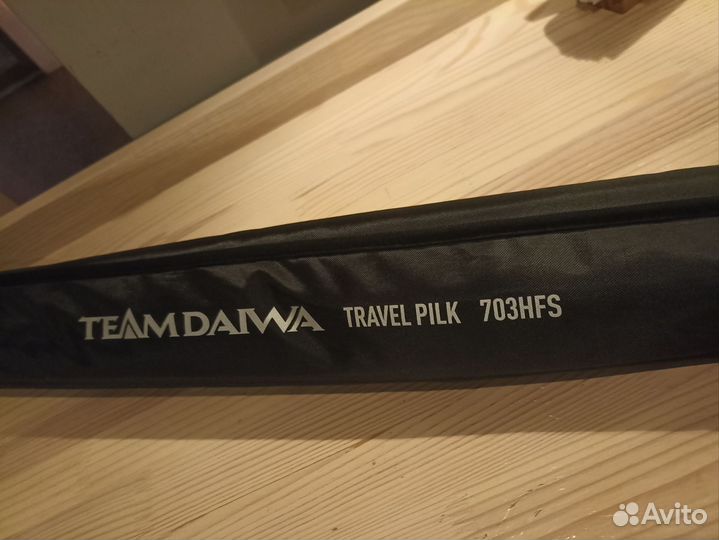 TEAM DAIWA TRAVEL PILK 703HFS
Avito